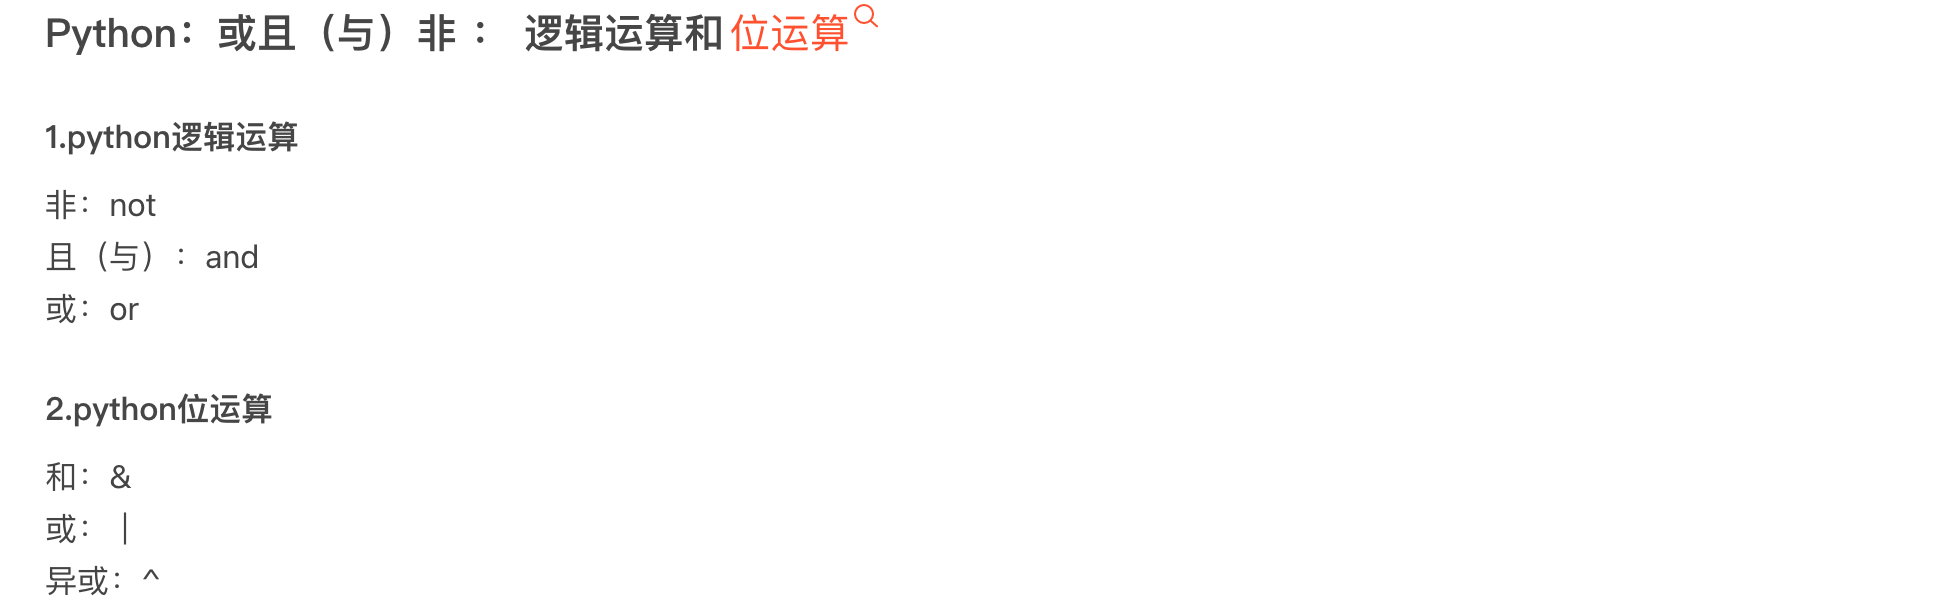 Python：或且（与）非 ： 逻辑运算和位运算
1.python逻辑运算
非：not
且（与）：and
或：or
2.python位运算
和：&
或：|
异或：^